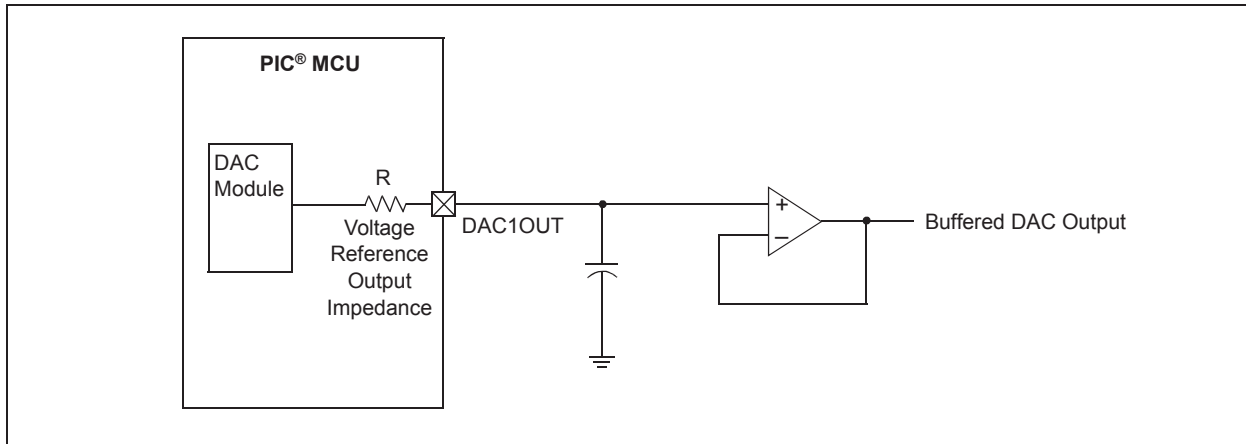 PIC® MCU
DAC
Module
R
Voltage
Reference
Output
Impedance
DAC1OUT
+
–
Buffered DAC Output